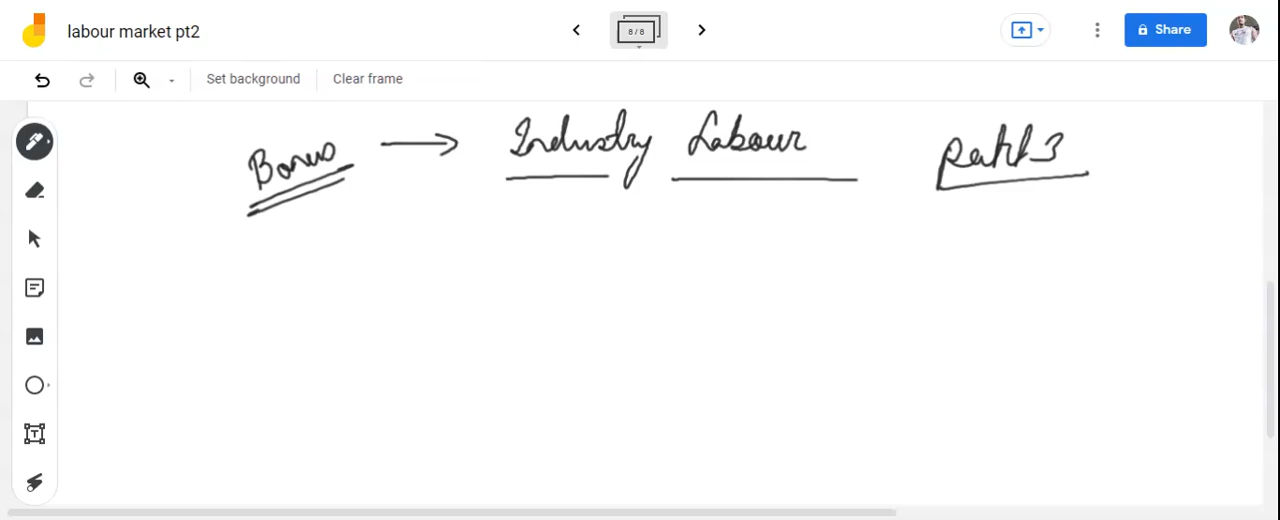 labour market pt2
8 / 8
Share
Set background
Clear frame
Bonus → Industry Labour Part 3
T